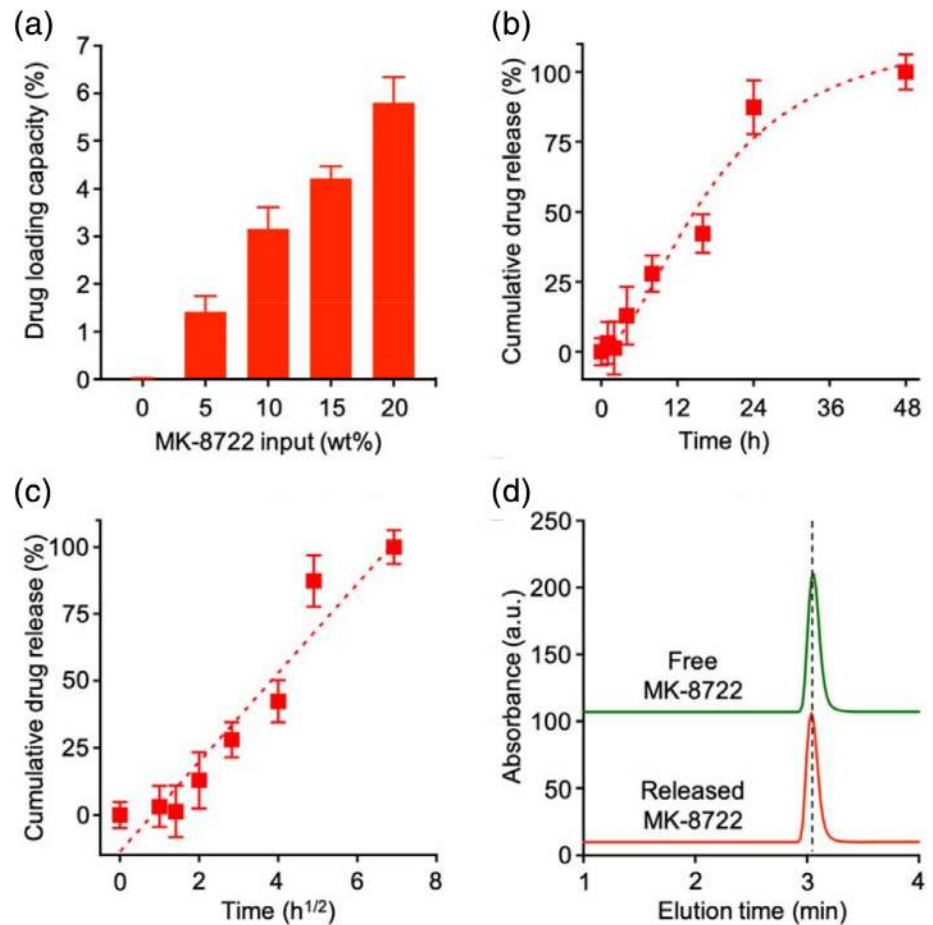 (a)
Drug loading capacity (%)
7
6
5
4
3
2
1
0
0 5 10 15 20
MK-8722 input (wt%)
(b)
Cumulative drug release (%)
100
75
50
25
0
0 12 24 36 48
Time (h)
(c)
Cumulative drug release (%)
100
75
50
25
0
0 2 4 6 8
Time (h1/2)
(d)
Absorbance (a.u.)
250
200
150
100
50
0
Free
MK-8722
Released
MK-8722
1 2 3 4
Elution time (min)